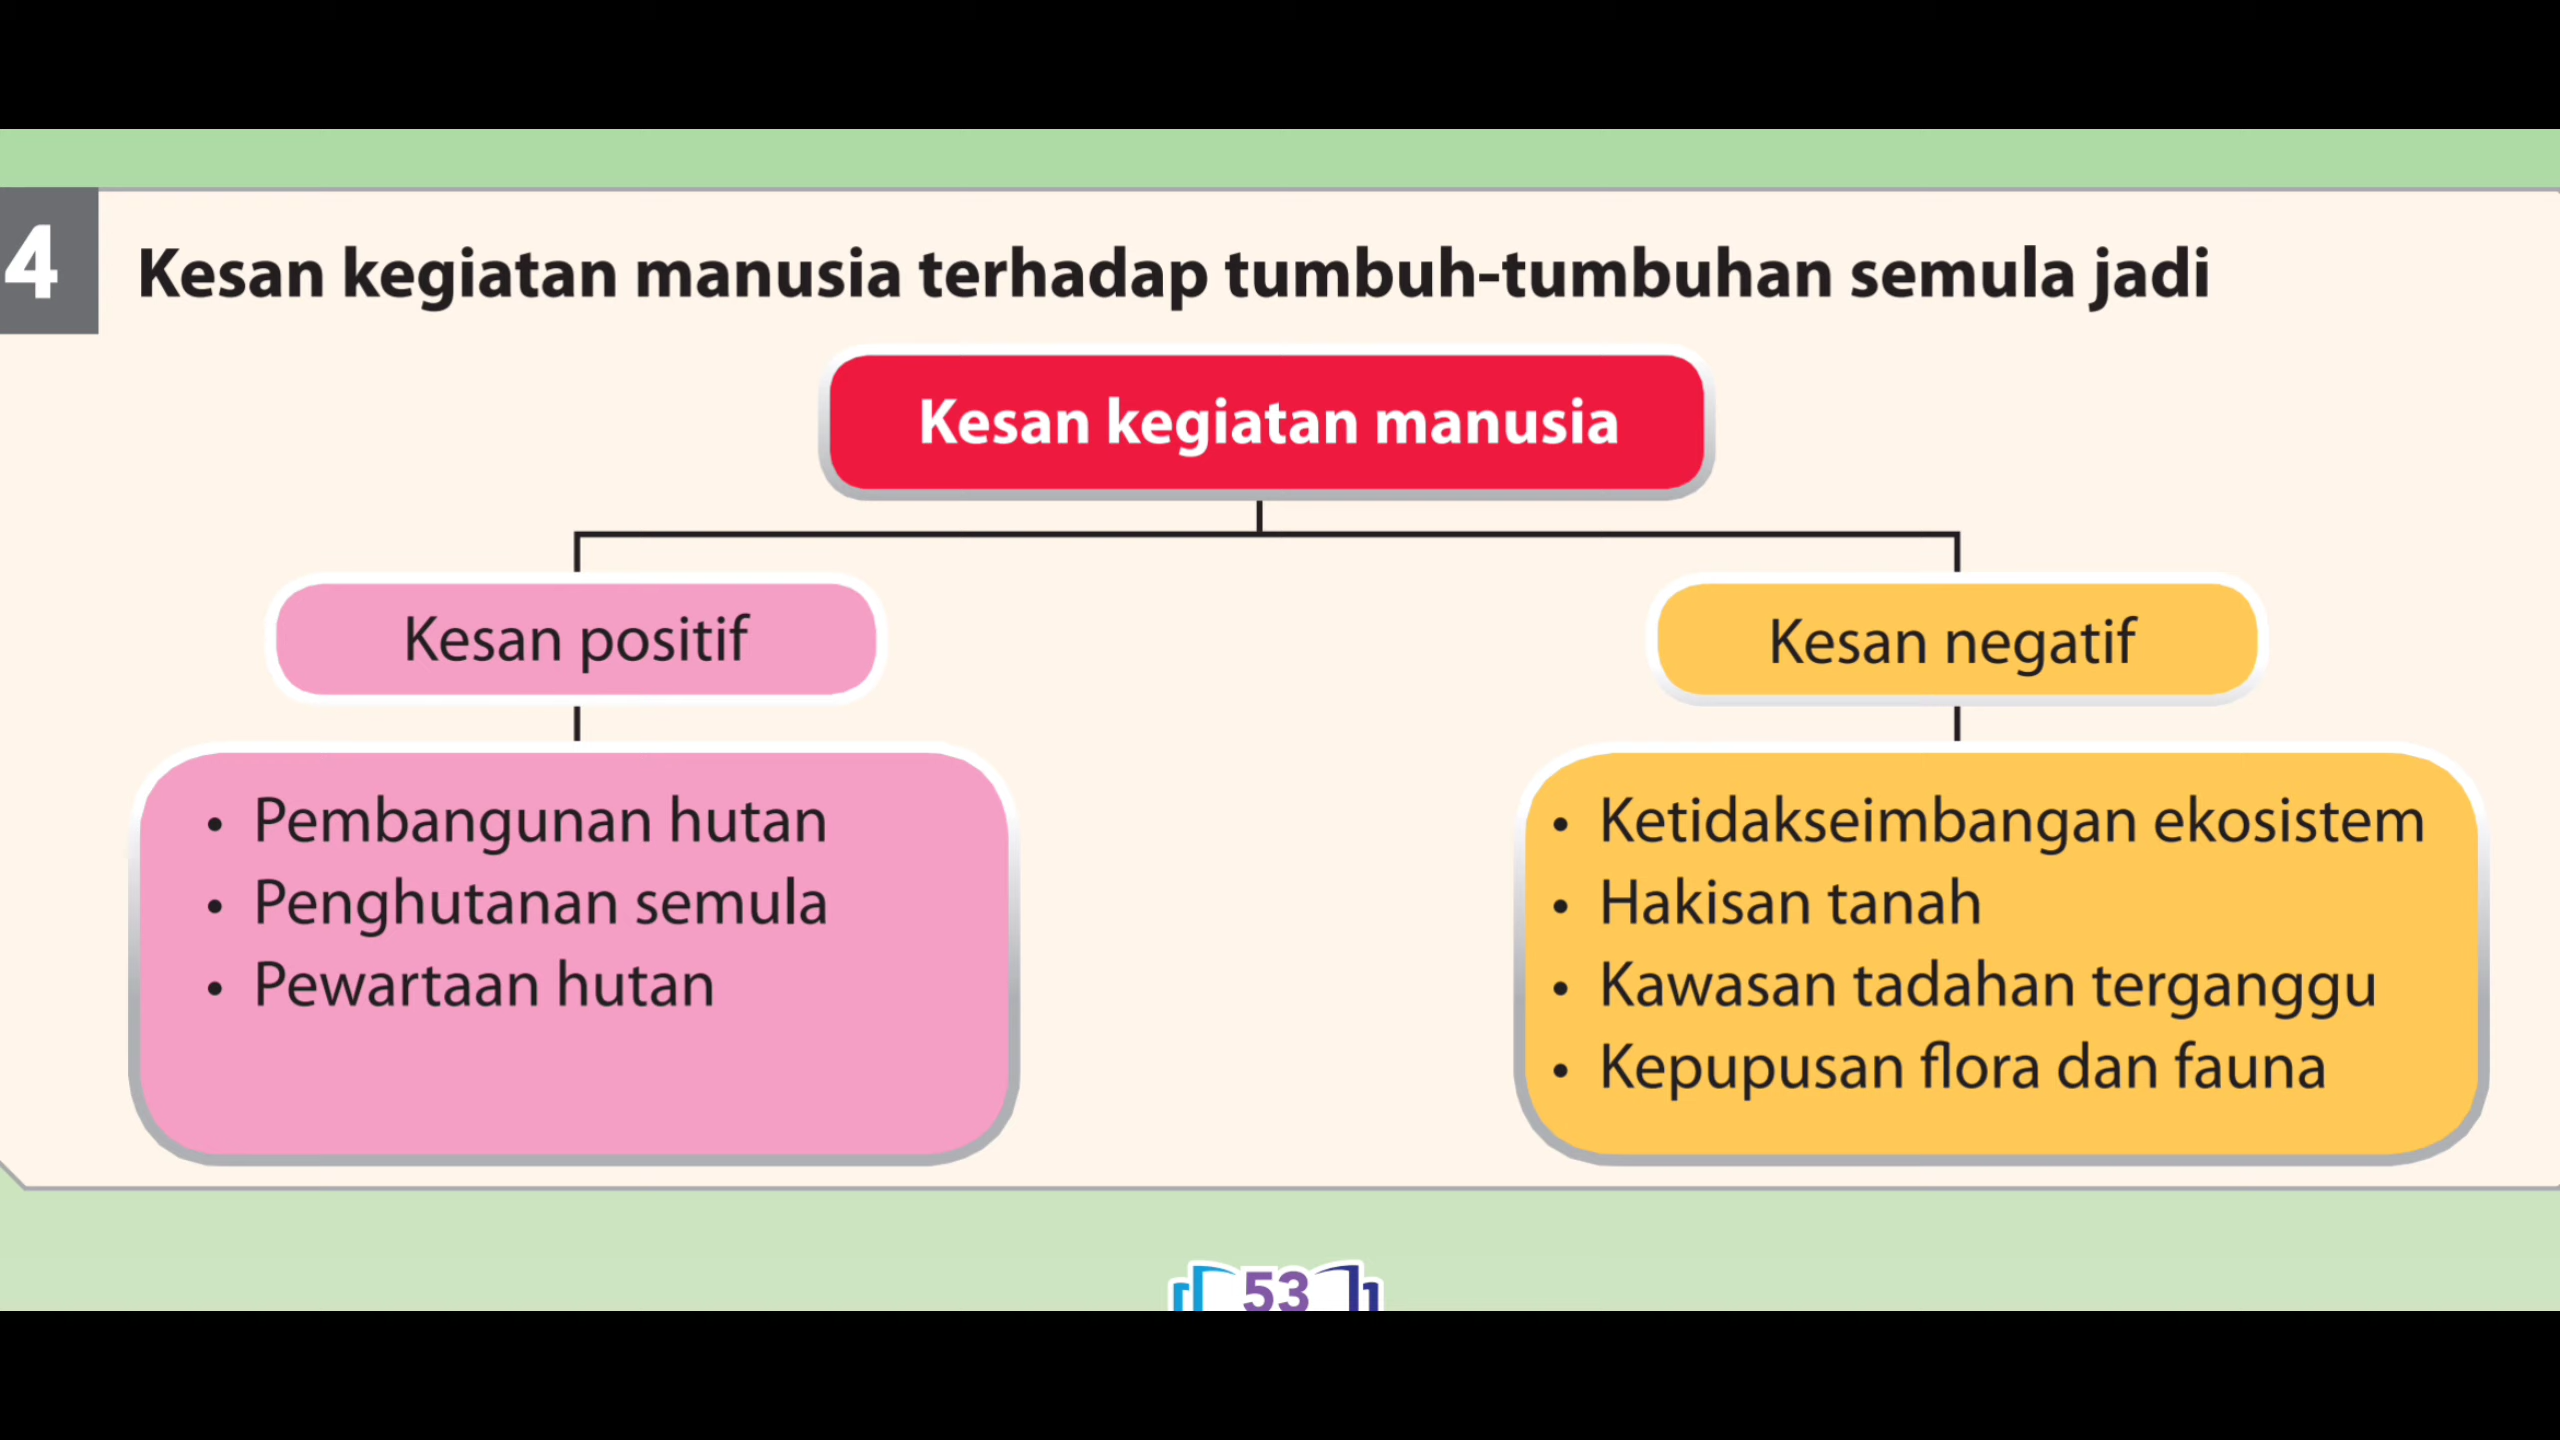 4
Kesan kegiatan manusia terhadap tumbuh-tumbuhan semula jadi
Kesan kegiatan manusia
Kesan positif
• Pembangunan hutan
• Penghutanan semula
• Pewartaan hutan
Kesan negatif
• Ketidakseimbangan ekosistem
• Hakisan tanah
• Kawasan tadahan terganggu
• Kepupusan flora dan fauna
53